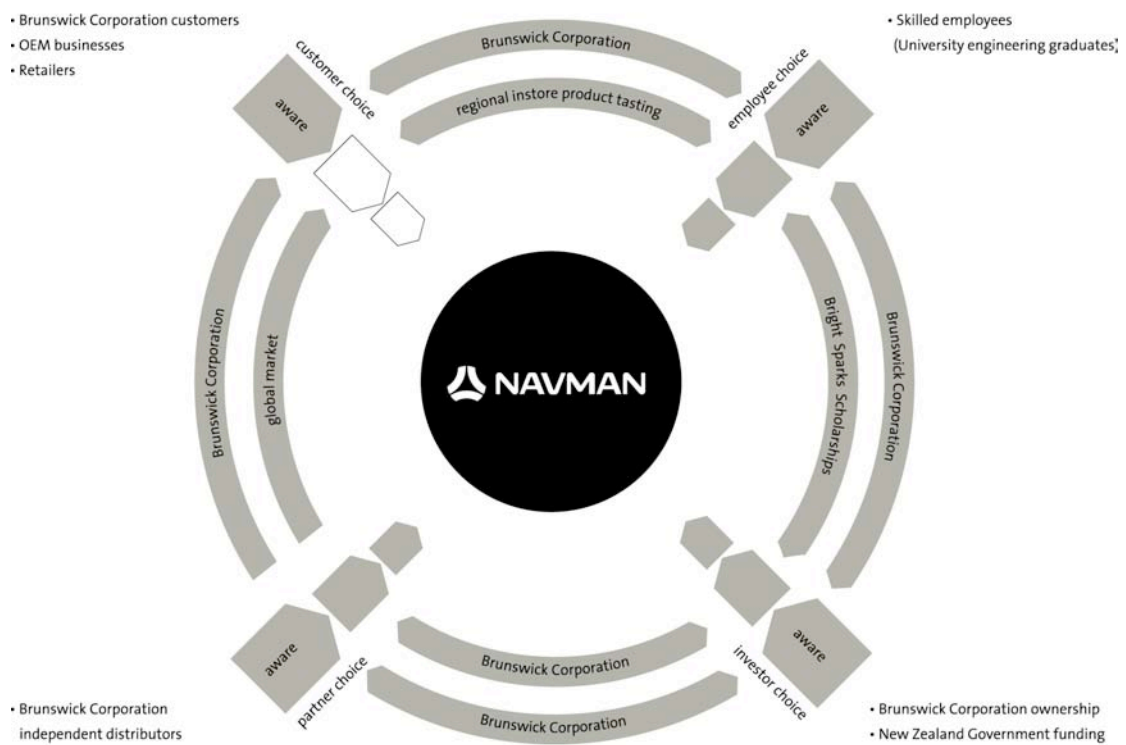 • Brunswick Corporation customers
• OEM businesses
• Retailers
• Skilled employees
(University engineering graduates)
customer choice
aware
Brunswick Corporation
regional instore product tasting
employee choice
aware
Brunswick Corporation
global market
NAVMAN
Bright Sparks Scholarships
Brunswick Corporation
aware
partner choice
Brunswick Corporation
Brunswick Corporation
investor choice
aware
• Brunswick Corporation
independent distributors
• Brunswick Corporation ownership
• New Zealand Government funding